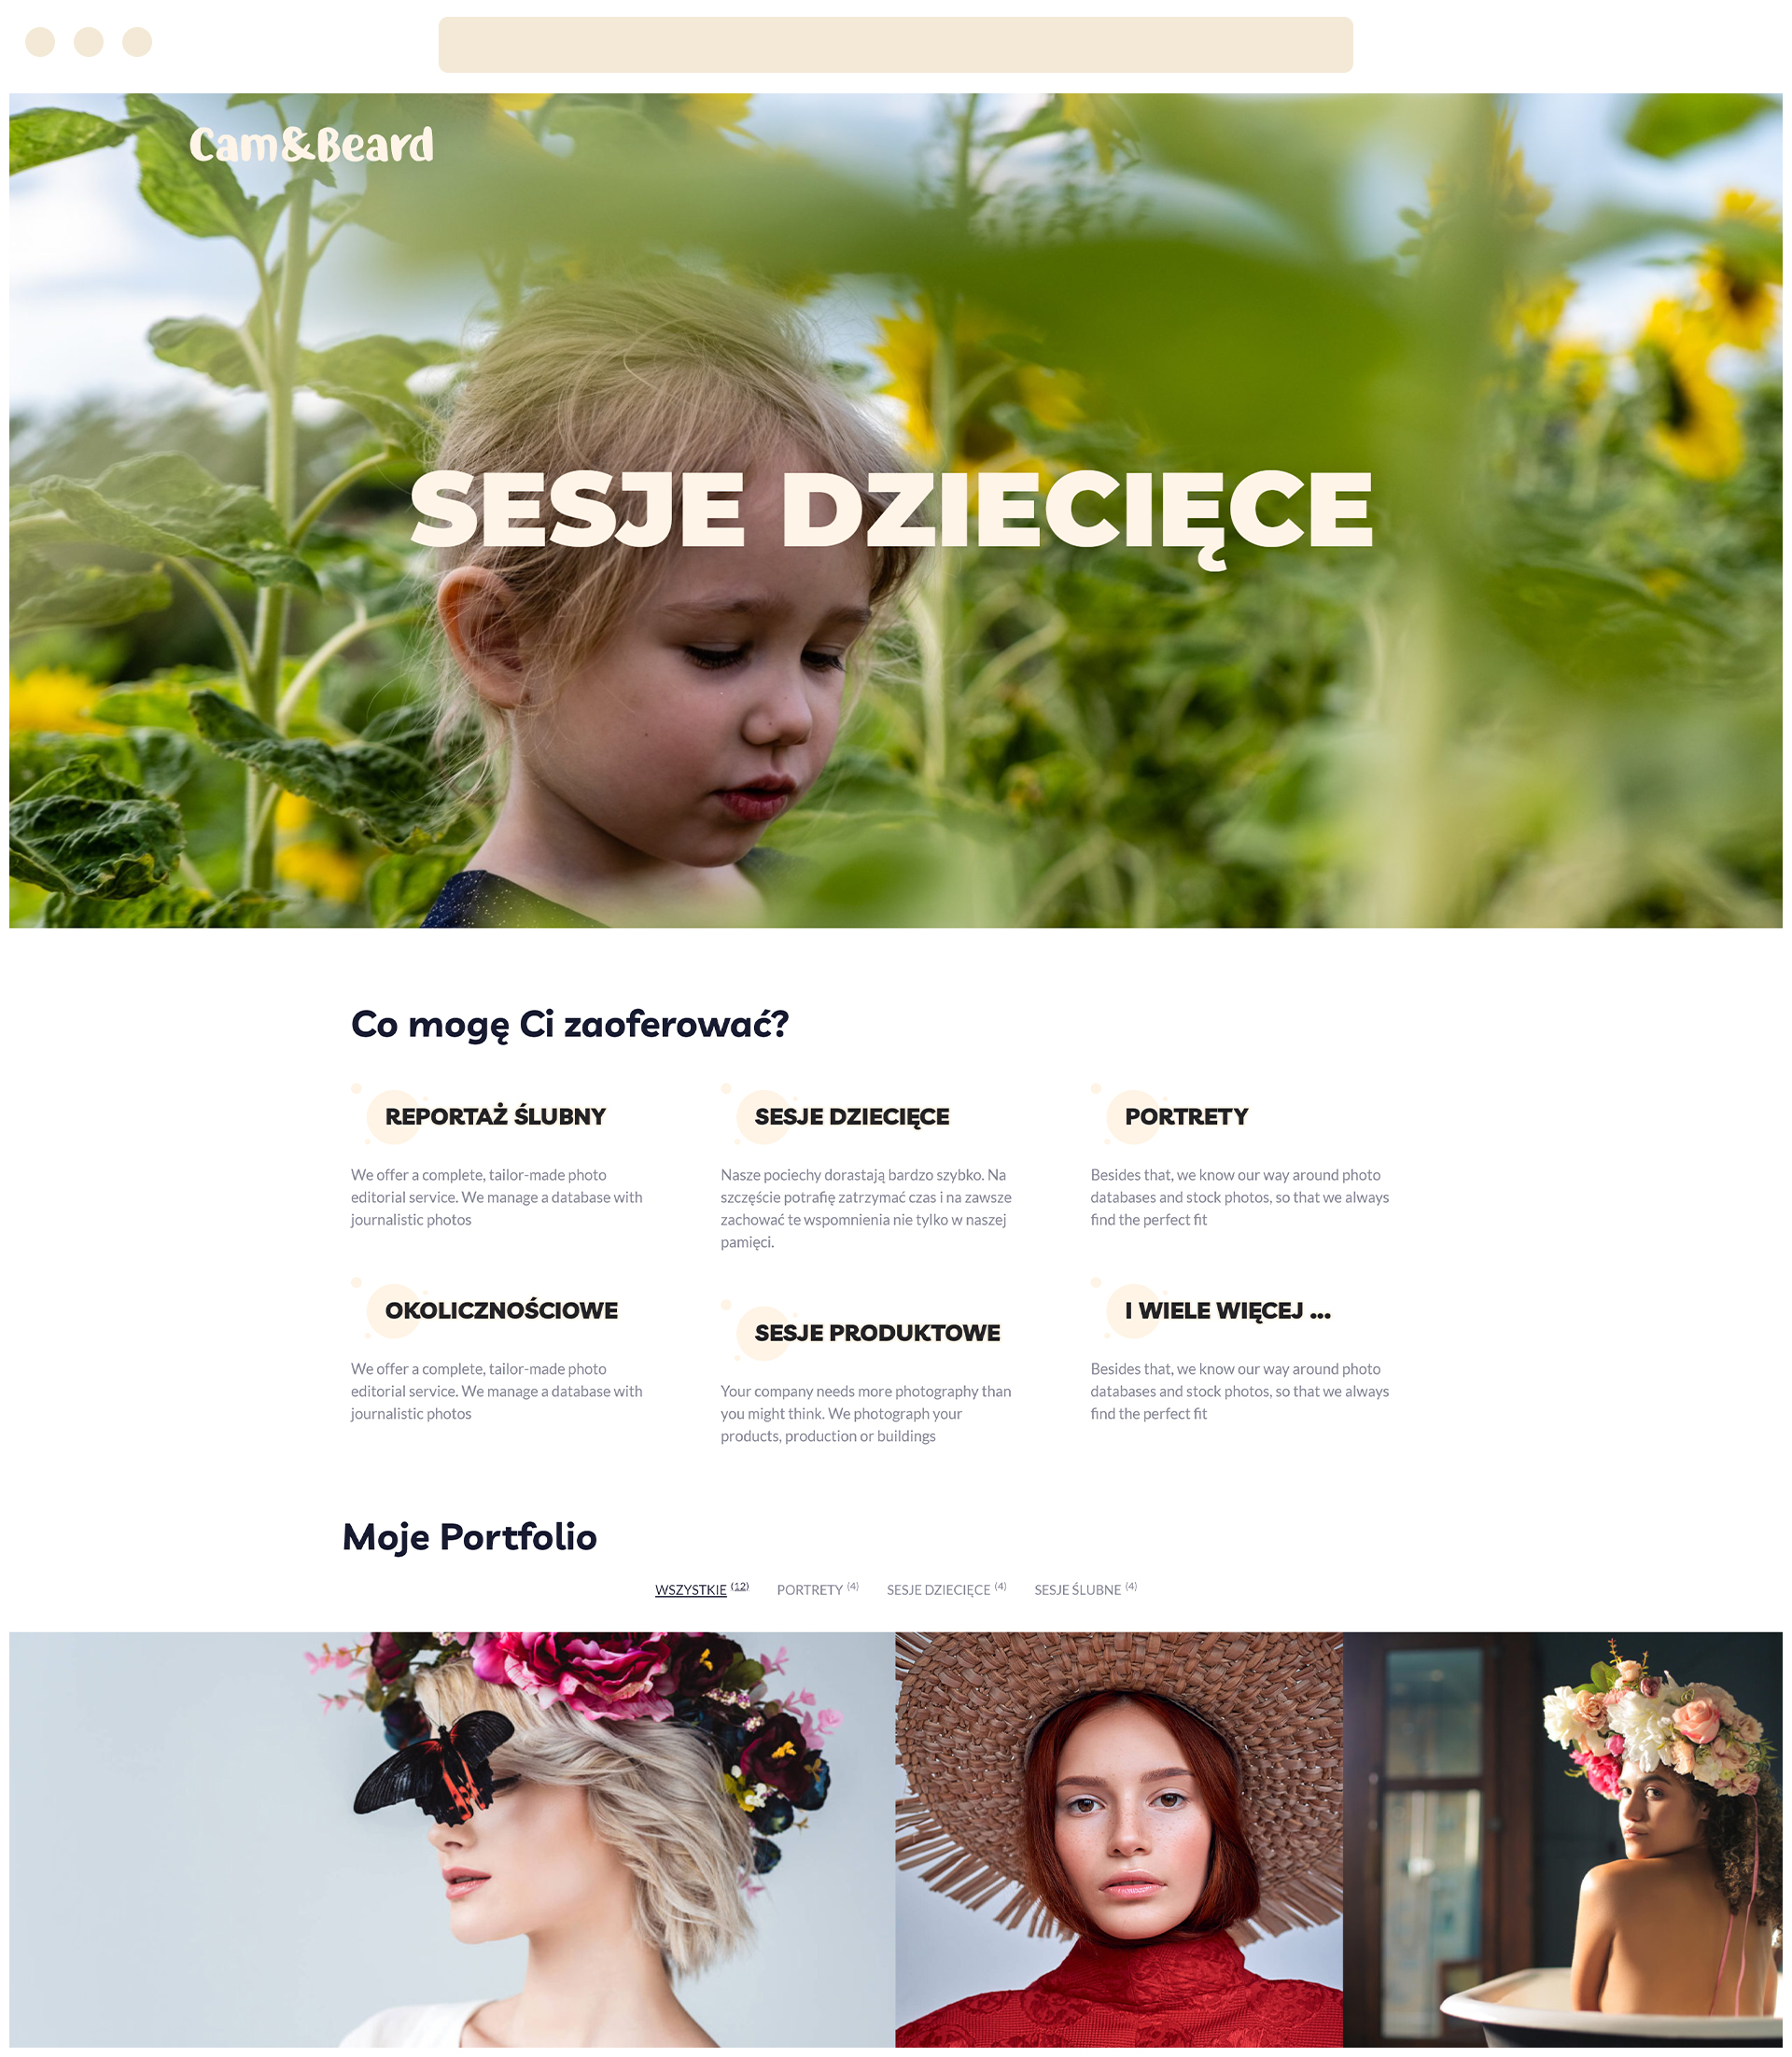 Cam&Beard
SESJE DZIECIĘCE
Co mogę Ci zaoferować?
REPORTAŻ ŚLUBNY
We offer a complete, tailor-made photo
editorial service. We manage a database with
journalistic photos
SESJE DZIECIĘCE
Nasze pociechy dorastają bardzo szybko. Na
szczęście potrafię zatrzymać czas i na zawsze
zachować te wspomnienia nie tylko w naszej
pamięci.
PORTRETY
Besides that, we know our way around photo
databases and stock photos, so that we always
find the perfect fit
OKOLICZNOŚCIOWE
We offer a complete, tailor-made photo
editorial service. We manage a database with
journalistic photos
SESJE PRODUKTOWE
Your company needs more photography than
you might think. We photograph your
products, production or buildings
I WIELE WIĘCEJ ...
Besides that, we know our way around photo
databases and stock photos, so that we always
find the perfect fit
Moje Portfolio
WSZYSTKIE (12) PORTRETY (4) SESJE DZIECIĘCE (4) SESJE ŚLUBNE (4)